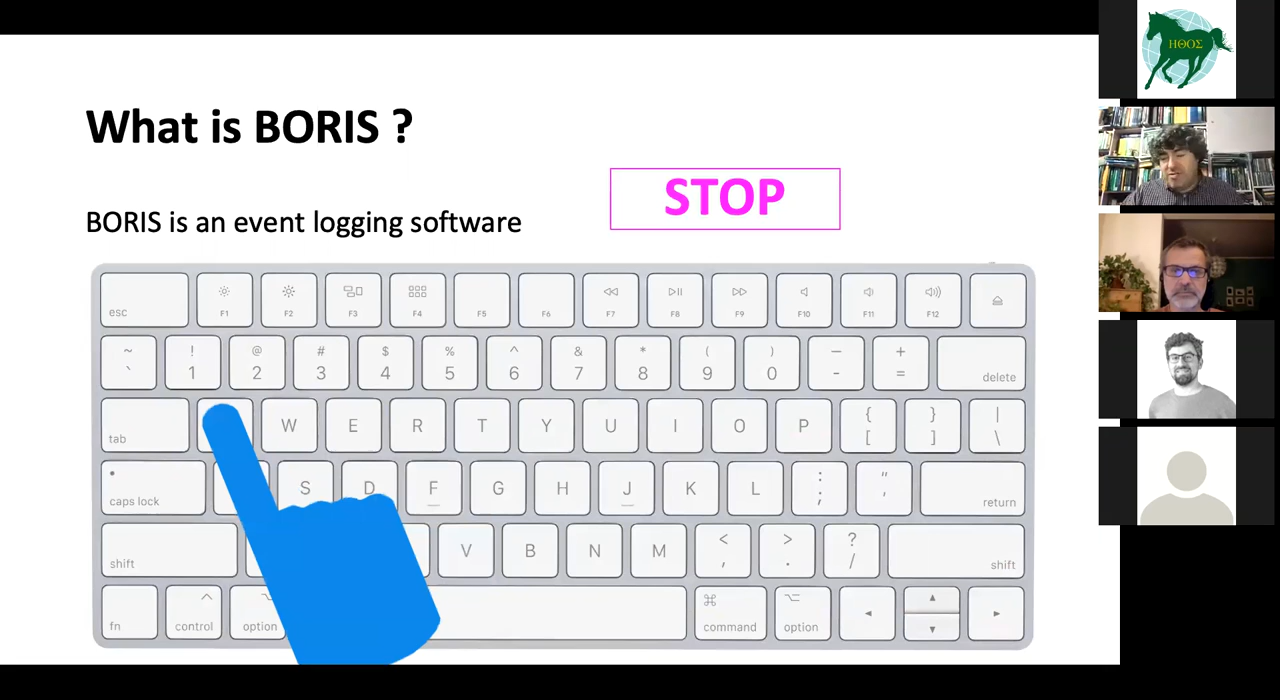 What is BORIS ?
ΗΘΟΣ
STOP
BORIS is an event logging software
esc F1 F2 F3 F4 F5 F6 F7 F8 F9 F10 F11 F12
~ ! @ # $ % ^ & * ( ) — +
` 1 2 3 4 5 6 7 8 9 0 - = delete
tab W E R T Y U I O P { [ } ] | \
caps lock S D F G H J K L : ; “ ‘ return
shift V B N M < , > . ? / shift
fn control option command option